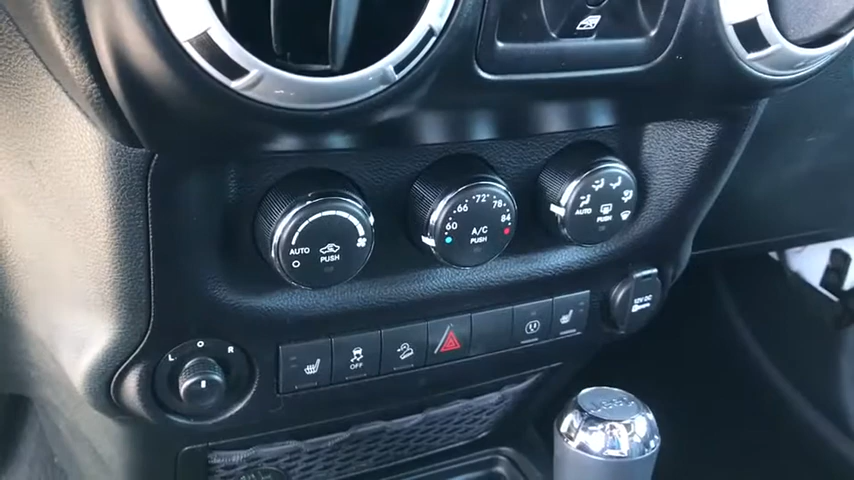 66 72 78
60 84
AUTO
PUSH
A/C
PUSH
AUTO
PUSH
L R
OFF
12V DC